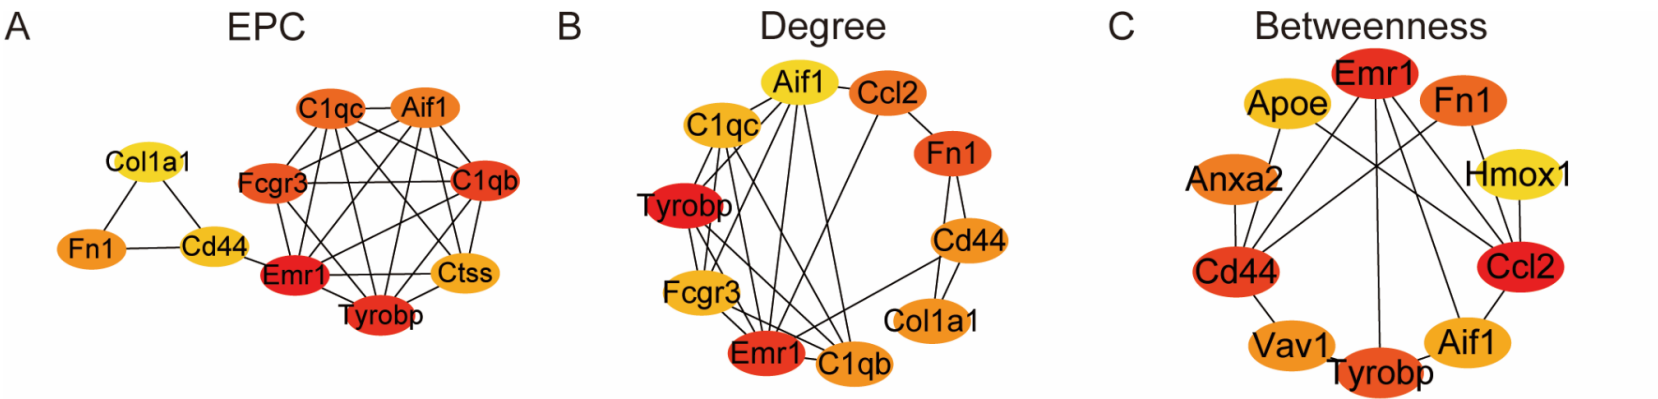 A
EPC
C1qc
Aif1
Col1a1
Fcgr3
C1qb
Fn1
Cd44
Emr1
Ctss
Tyrobp
B
Degree
Aif1
Ccl2
C1qc
Fn1
Tyrobp
Cd44
Fcgr3
Col1a1
Emr1
C1qb
C
Betweenness
Emr1
Apoe
Fn1
Anxa2
Hmox1
Cd44
Ccl2
Vav1
Aif1
Tyrobp